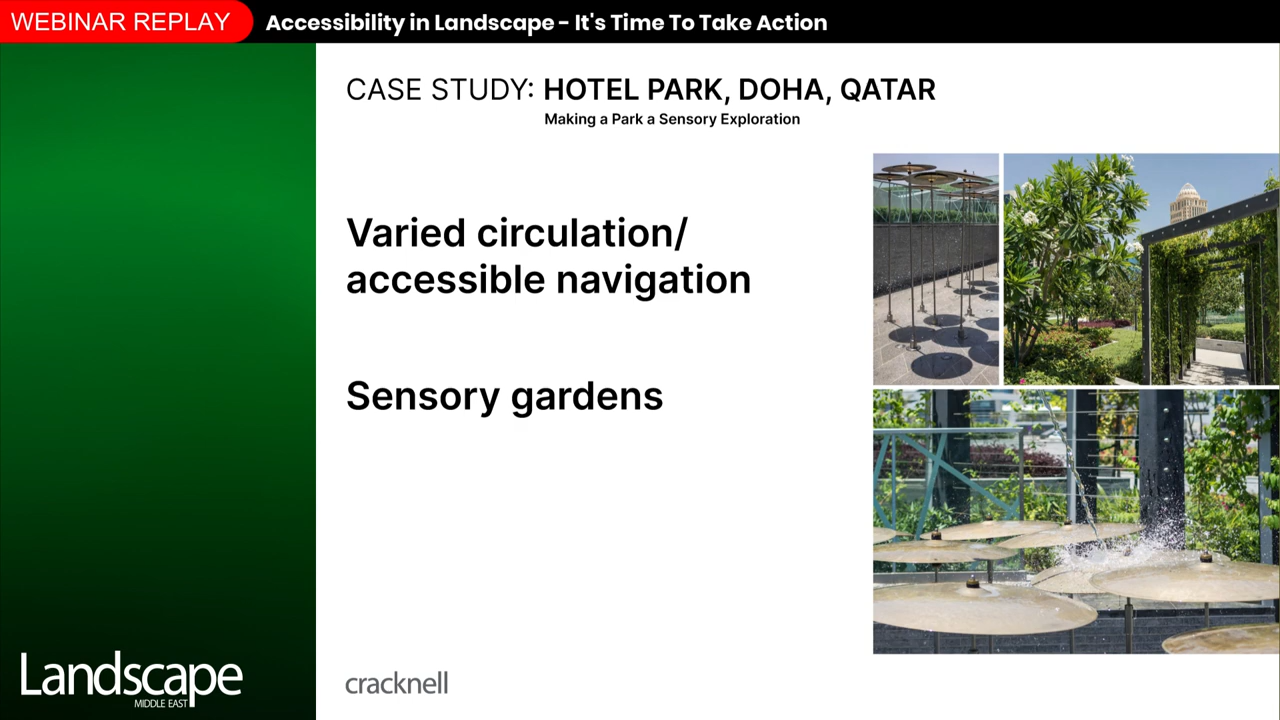 WEBINAR REPLAY
Accessibility in Landscape - It's Time To Take Action
CASE STUDY: HOTEL PARK, DOHA, QATAR
Making a Park a Sensory Exploration
Varied circulation/
accessible navigation
Sensory gardens
Landscape
MIDDLE EAST
cracknell